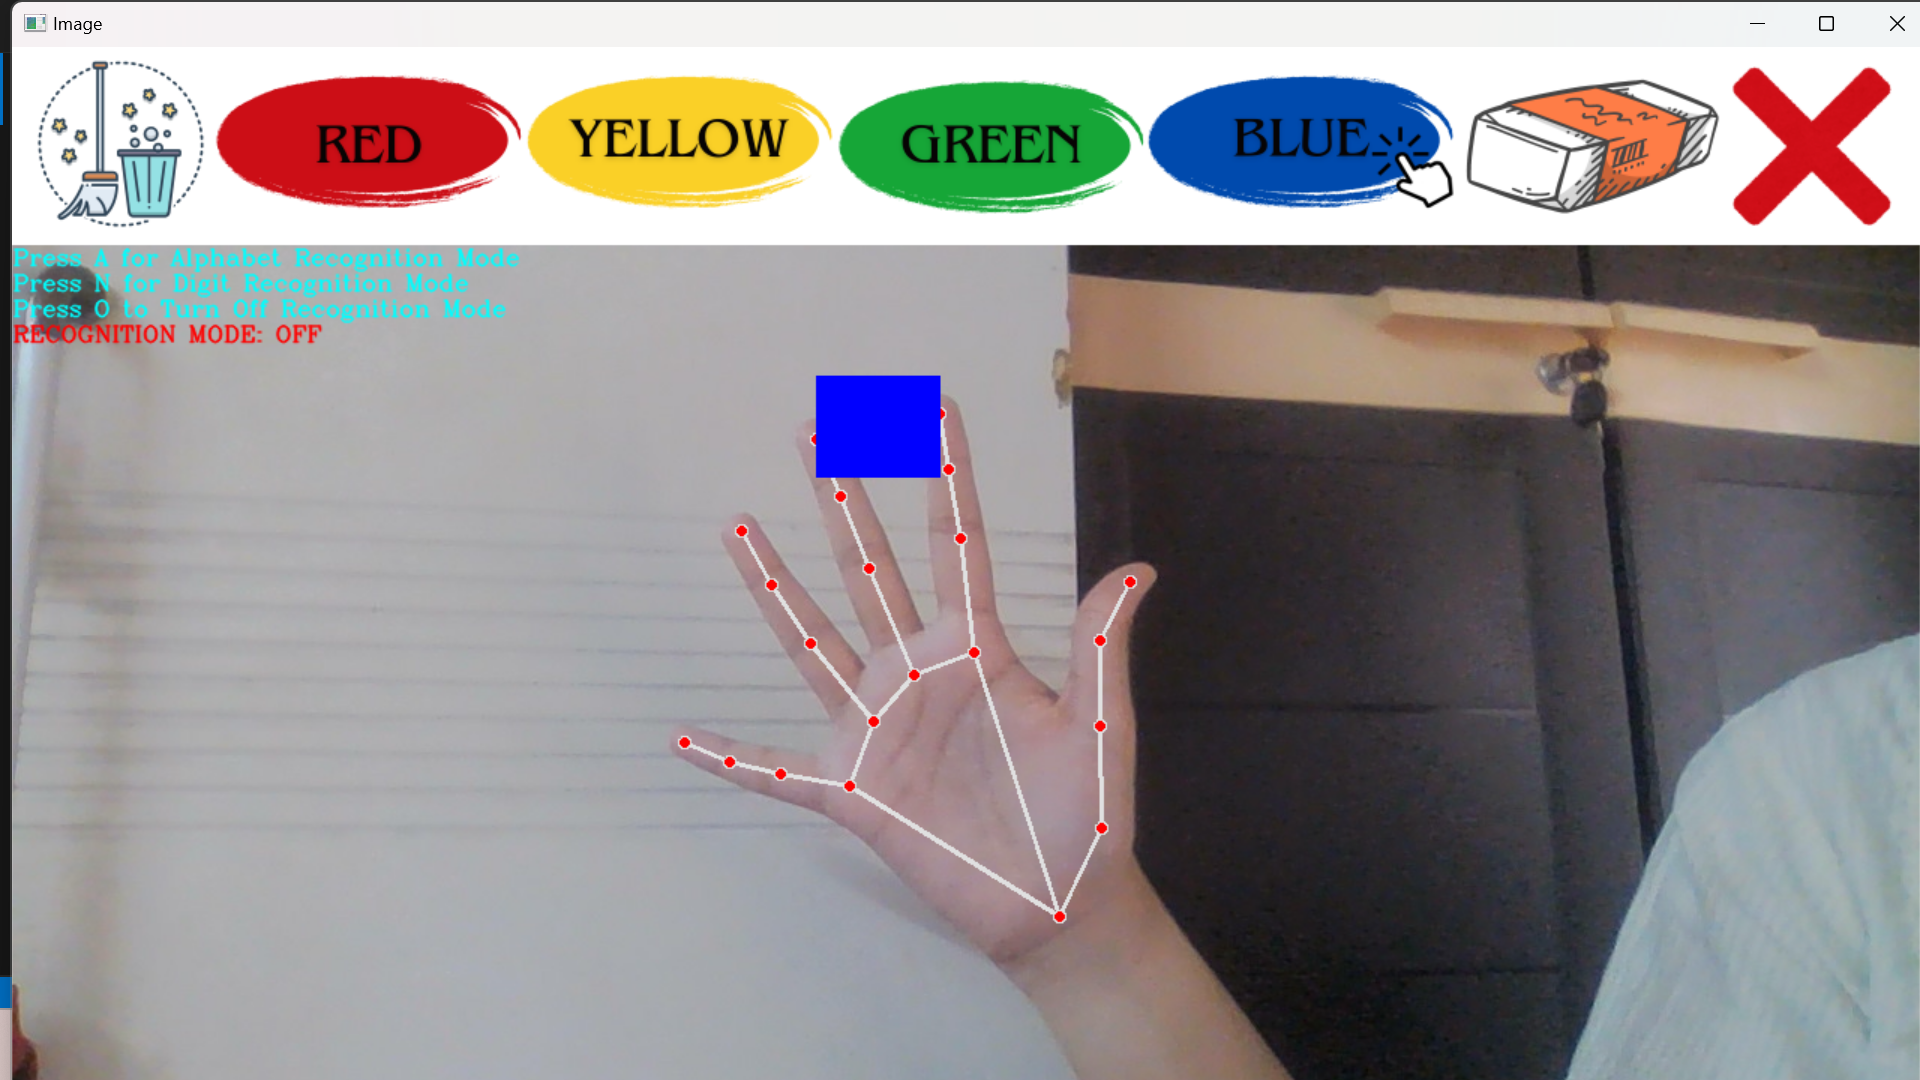 Image
RED
YELLOW
GREEN
BLUE
Press A for Alphabet Recognition Mode
Press N for Digit Recognition Mode
Press O to Turn Off Recognition Mode
RECOGNITION MODE: OFF